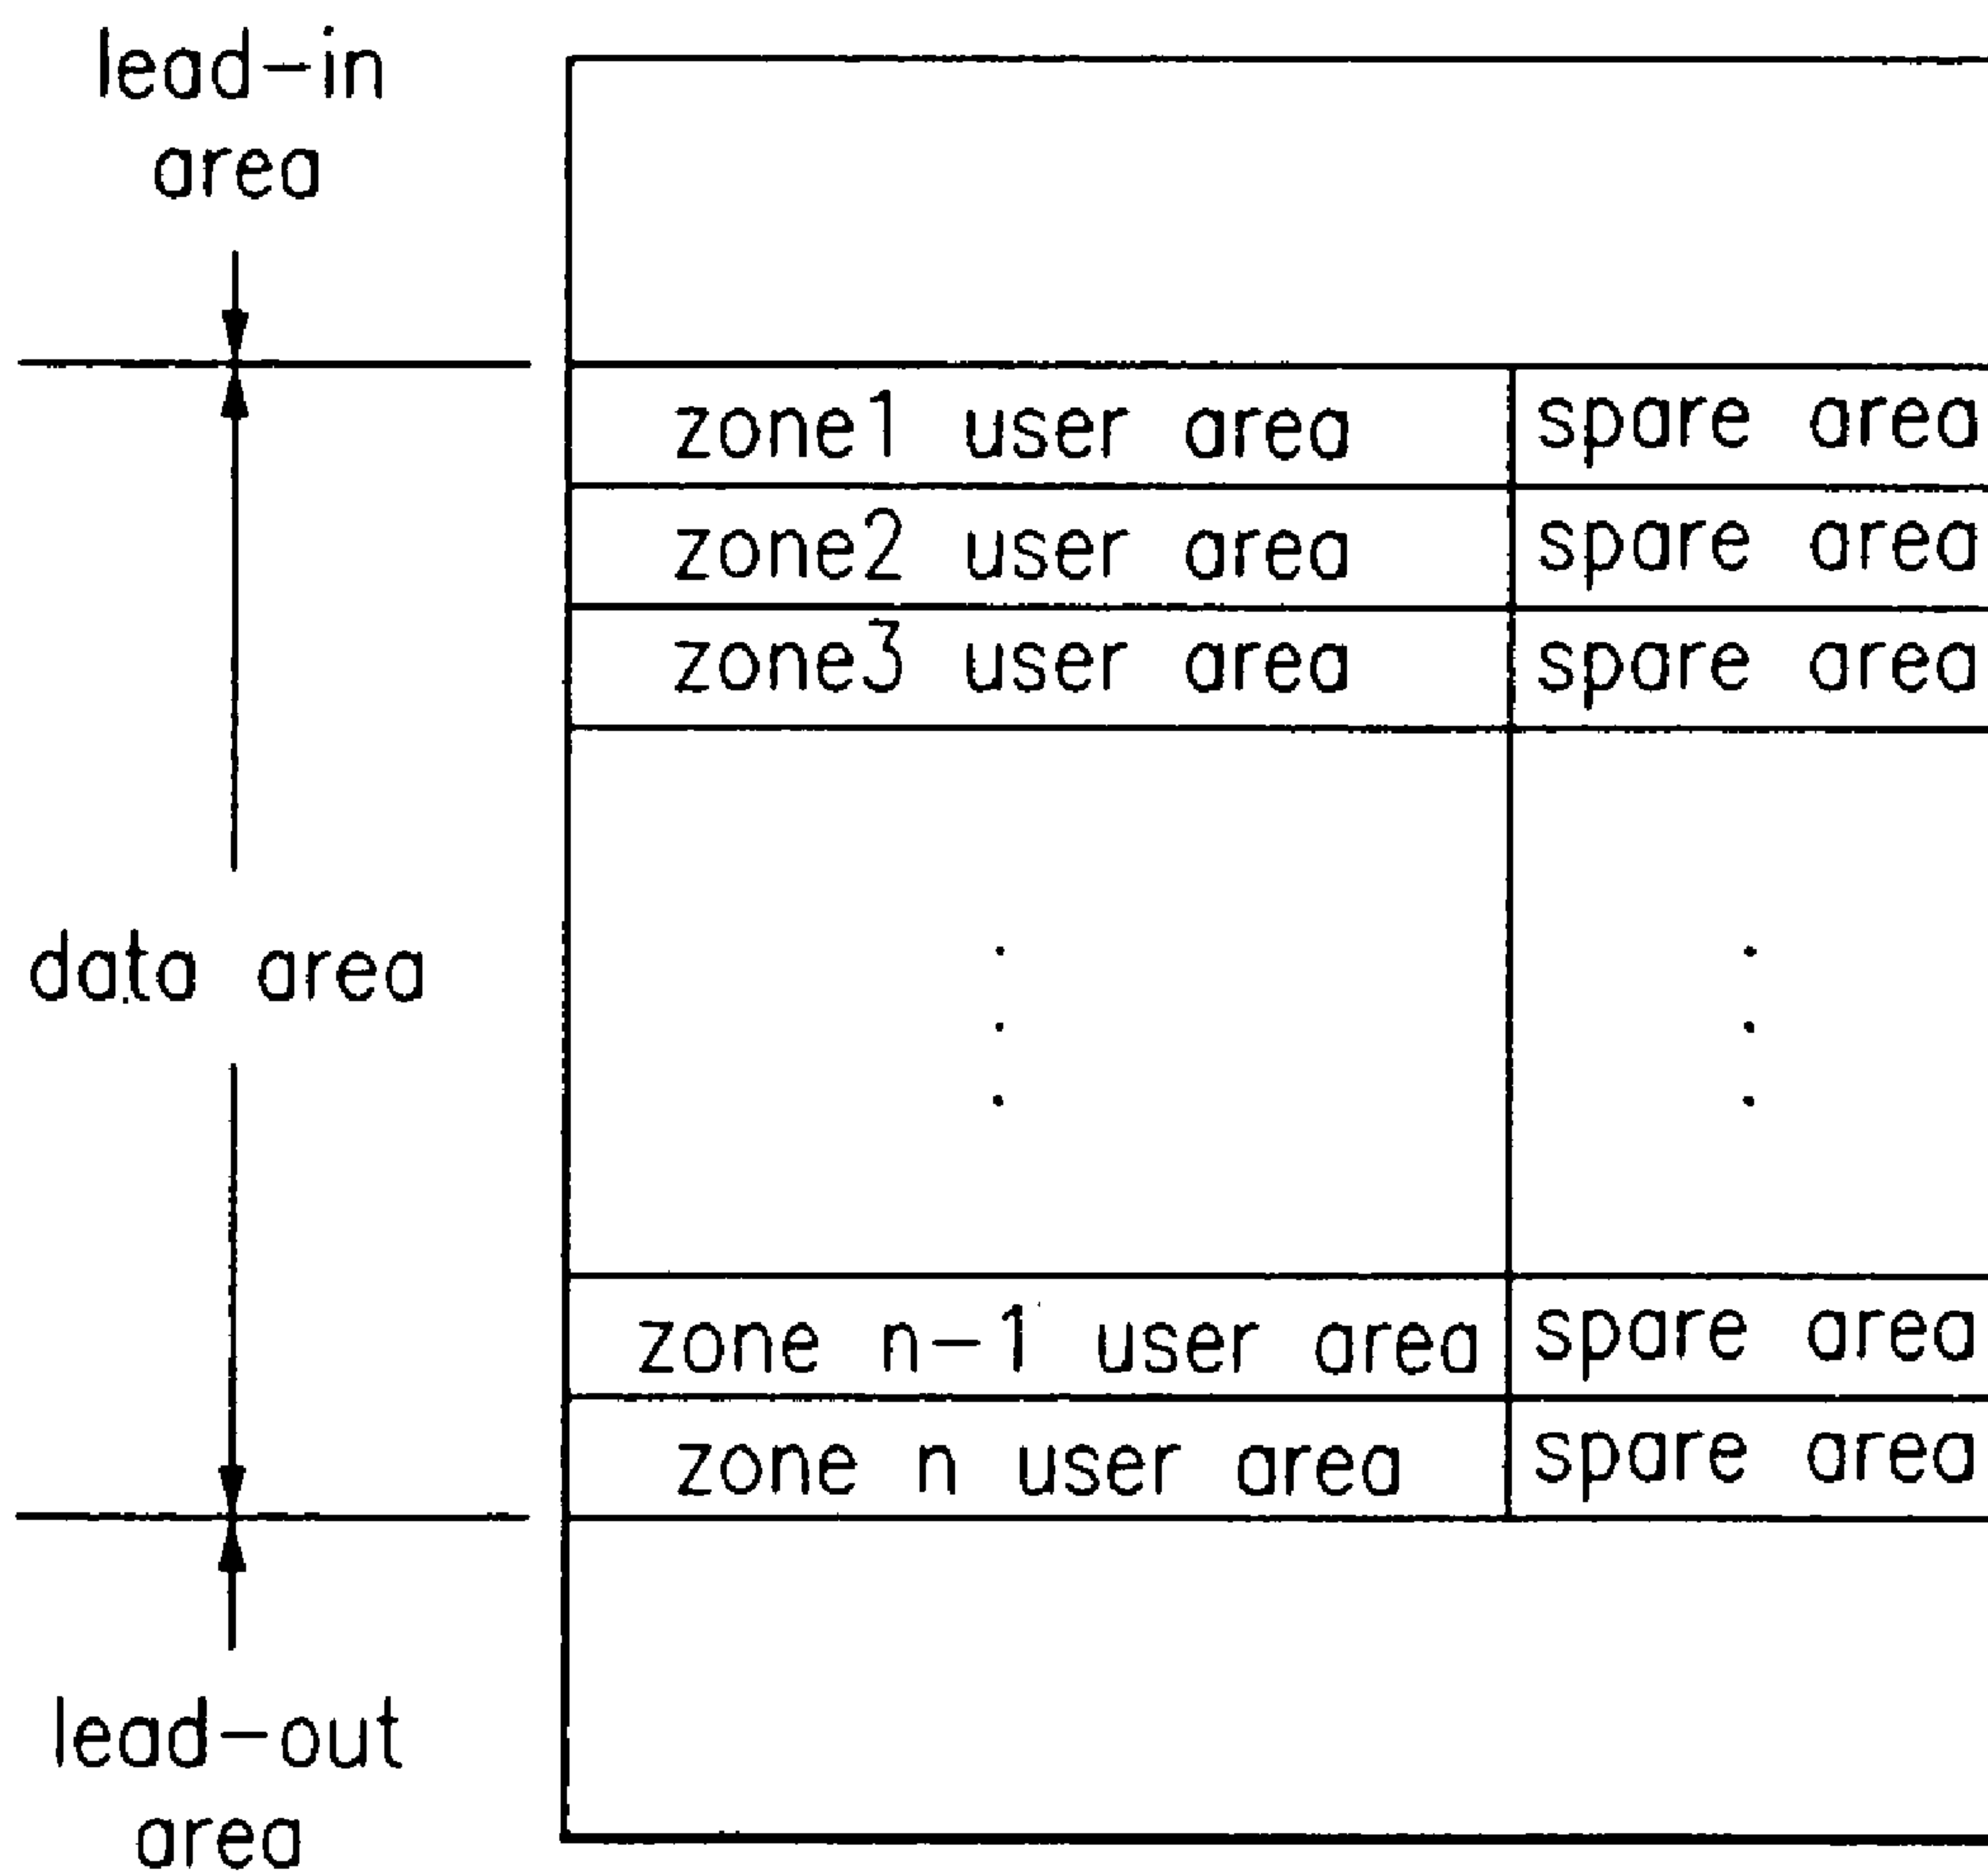 lead-in
area
zone1 user area
spare area
zone2 user area
spare area
zone3 user area
spare area
data area
zone n-1 user area
spare area
zone n user area
spare area
lead-out
area